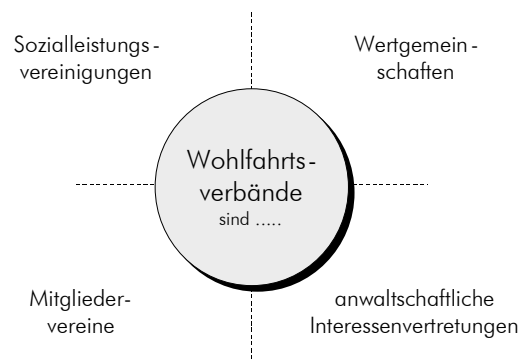 Sozialleistungs-
vereinigungen
Wertgemein-
schaften
Wohlfahrts-
verbände
sind .....
Mitglieder-
vereine
anwaltschaftliche
Interessenvertretungen